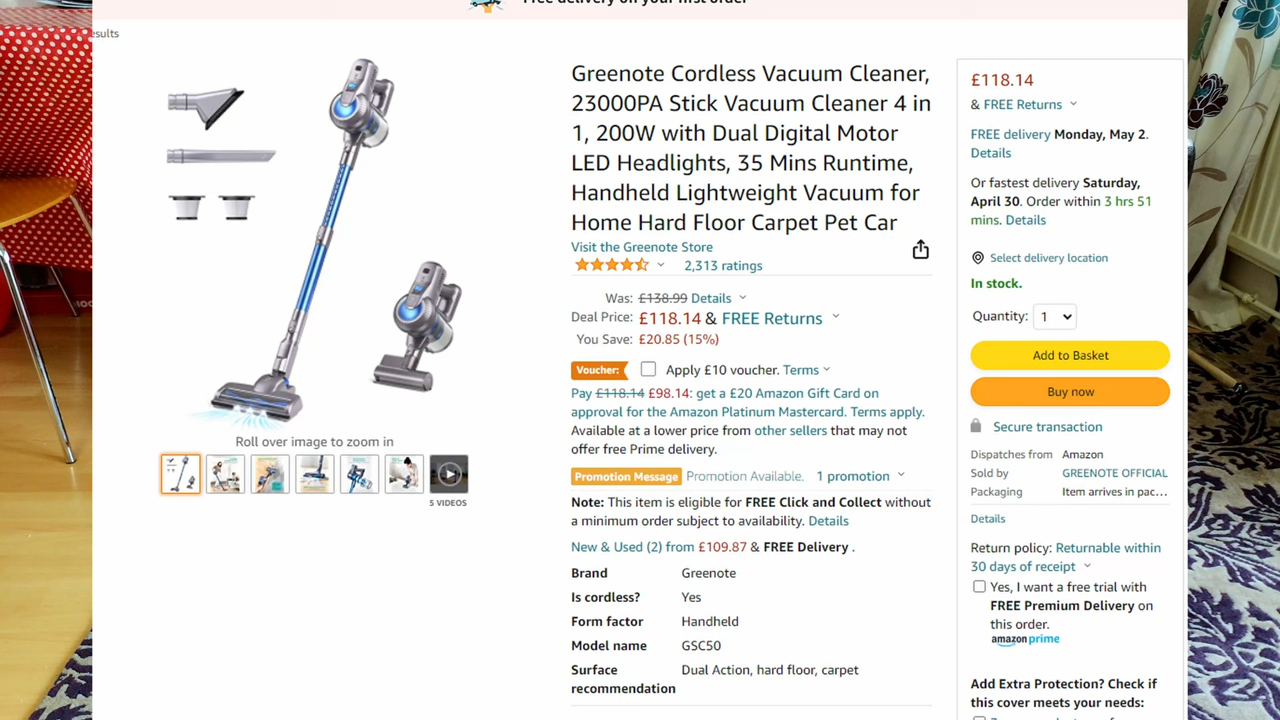 Free delivery on your first order
esults
Greenote Cordless Vacuum Cleaner,
23000PA Stick Vacuum Cleaner 4 in
1, 200W with Dual Digital Motor
LED Headlights, 35 Mins Runtime,
Handheld Lightweight Vacuum for
Home Hard Floor Carpet Pet Car
Visit the Greenote Store
2,313 ratings
Was: £138.99 Details
Deal Price: £118.14 & FREE Returns
You Save: £20.85 (15%)
Voucher: Apply £10 voucher. Terms
Pay £118.14 £98.14: get a £20 Amazon Gift Card on
approval for the Amazon Platinum Mastercard. Terms apply.
Available at a lower price from other sellers that may not
offer free Prime delivery.
Promotion Message Promotion Available. 1 promotion
Note: This item is eligible for FREE Click and Collect without
a minimum order subject to availability. Details
New & Used (2) from £109.87 & FREE Delivery .
Brand Greenote
Is cordless? Yes
Form factor Handheld
Model name GSC50
Surface Dual Action, hard floor, carpet
recommendation
Roll over image to zoom in
5 VIDEOS
£118.14
& FREE Returns
FREE delivery Monday, May 2.
Details
Or fastest delivery Saturday,
April 30. Order within 3 hrs 51
mins. Details
Select delivery location
In stock.
Quantity: 1
Add to Basket
Buy now
Secure transaction
Dispatches from Amazon
Sold by GREENOTE OFFICIAL
Packaging Item arrives in pac...
Details
Return policy: Returnable within
30 days of receipt
Yes, I want a free trial with
FREE Premium Delivery on
this order.
amazon prime
Add Extra Protection? Check if
this cover meets your needs: